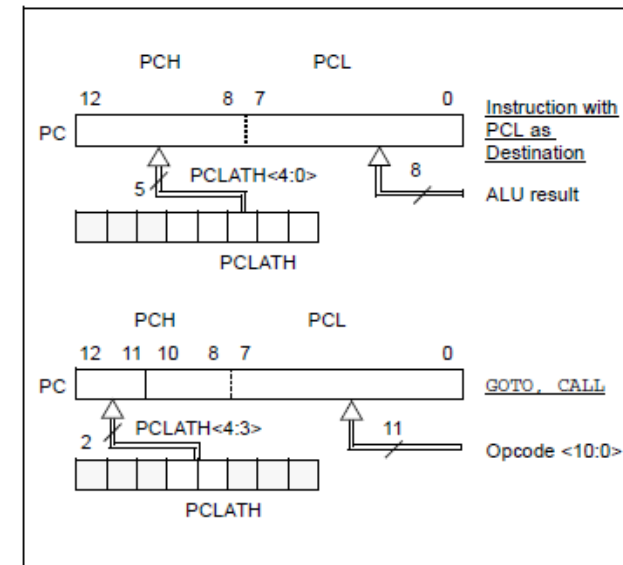 PCH PCL
12 8 7 0
PC
Instruction with
PCL as
Destination
5 PCLATH<4:0> 8
ALU result
PCLATH
PCH PCL
12 11 10 8 7 0
PC GOTO, CALL
2 PCLATH<4:3> 11
Opcode <10:0>
PCLATH